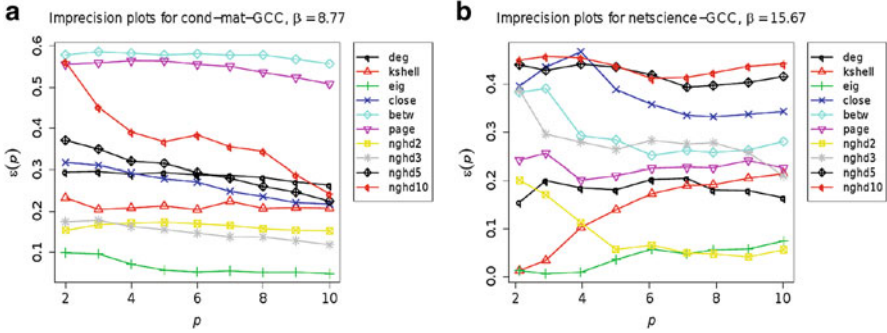 a
Imprecision plots for cond-mat-GCC, β = 8.77
ε(p)
0.6
0.5
0.4
0.3
0.2
0.1
2 4 6 8 10
p
deg
kshell
eig
close
betw
page
nghd2
nghd3
nghd5
nghd10
b
Imprecision plots for netscience-GCC, β = 15.67
ε(p)
0.4
0.3
0.2
0.1
0.0
2 4 6 8 10
p
deg
kshell
eig
close
betw
page
nghd2
nghd3
nghd5
nghd10